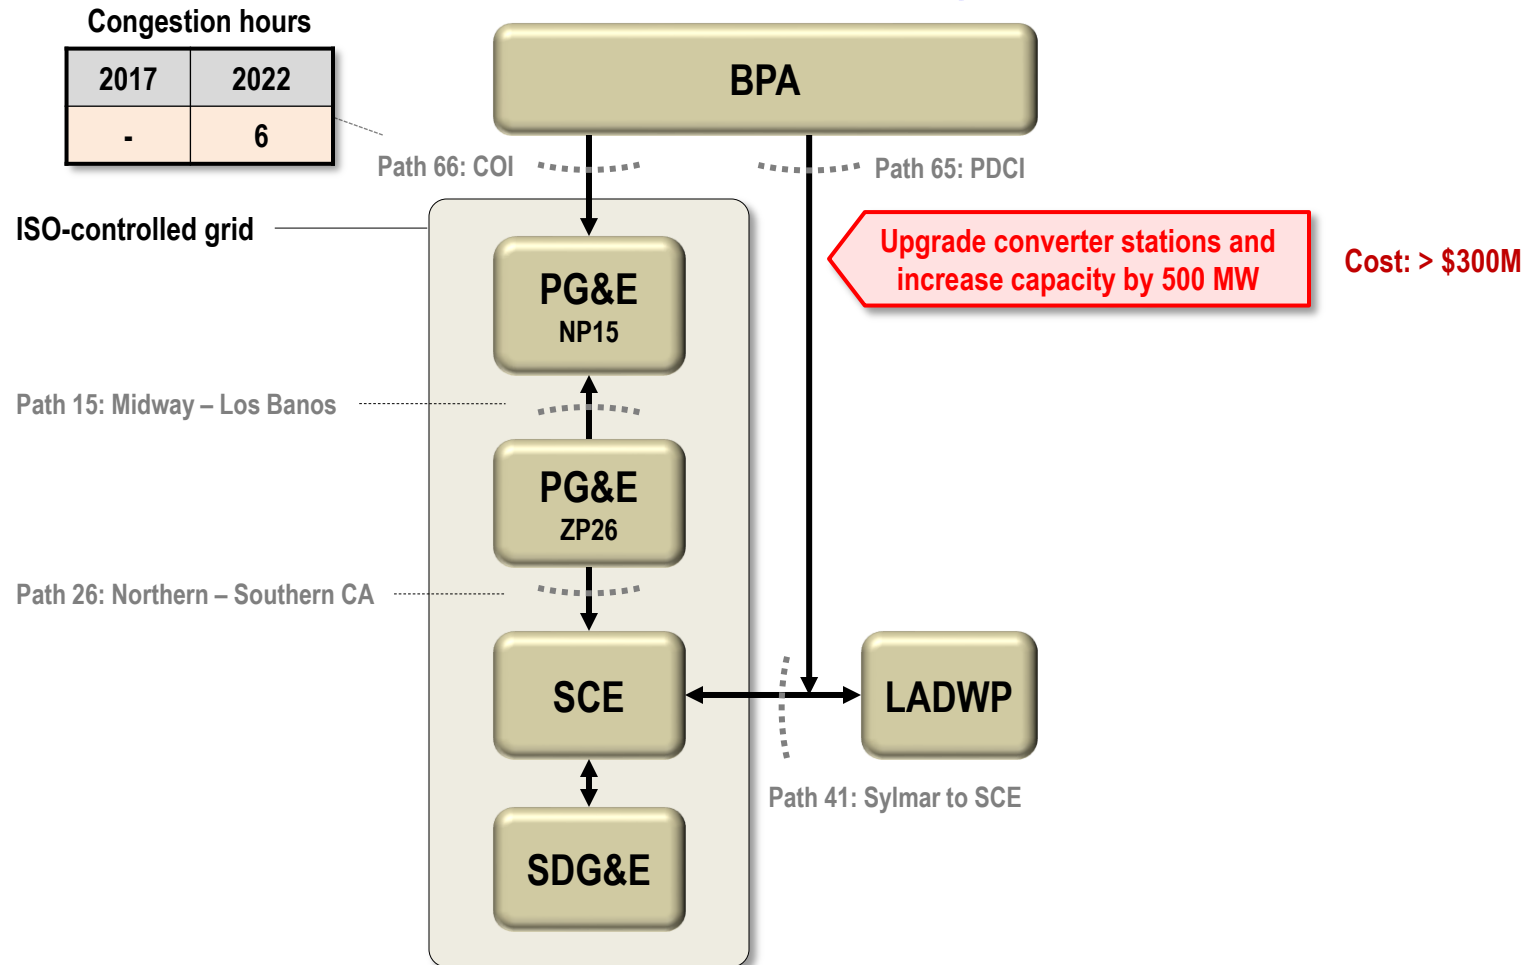 Congestion hours
2017 2022
- 6
BPA
Path 66: COI
Path 65: PDCI
ISO-controlled grid
Upgrade converter stations and
increase capacity by 500 MW
Cost: > $300M
PG&E
NP15
Path 15: Midway – Los Banos
PG&E
ZP26
Path 26: Northern – Southern CA
SCE
LADWP
Path 41: Sylmar to SCE
SDG&E